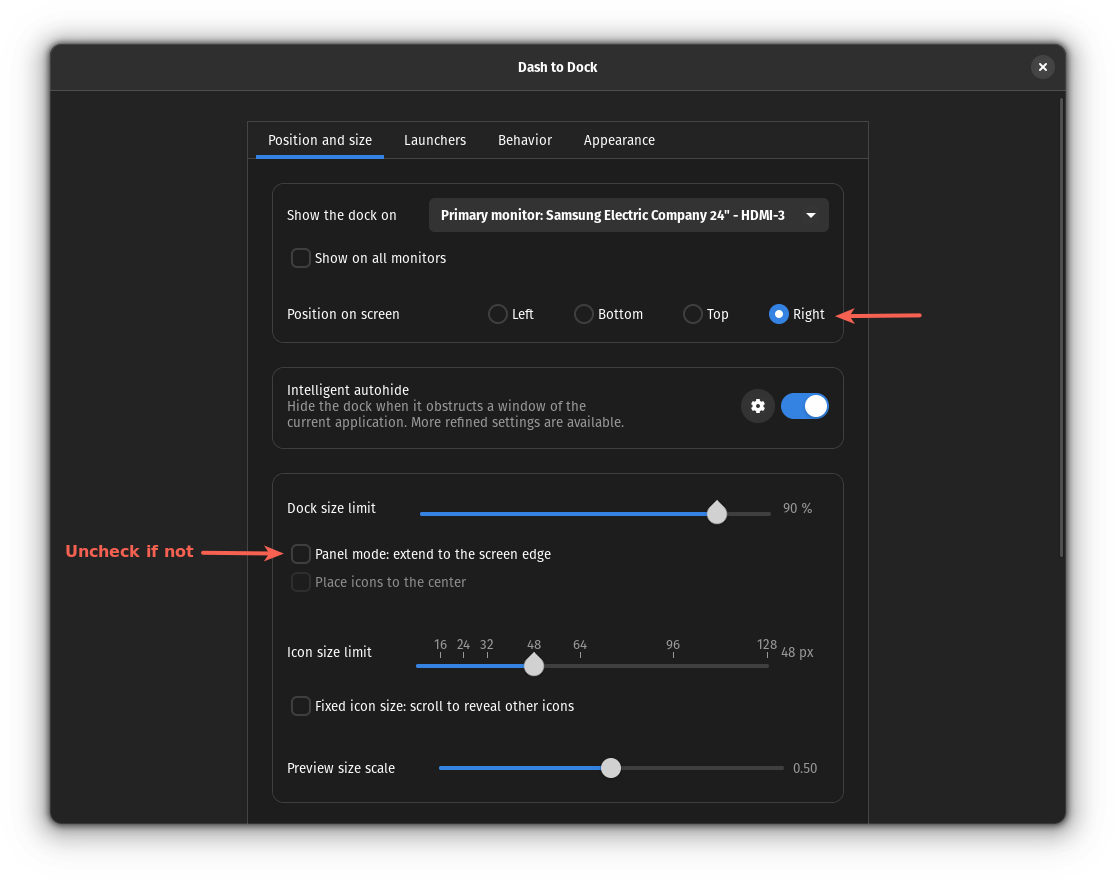 Dash to Dock
Position and size Launchers Behavior Appearance
Show the dock on Primary monitor: Samsung Electric Company 24" - HDMI-3
Show on all monitors
Position on screen Left Bottom Top Right
Intelligent autohide
Hide the dock when it obstructs a window of the
current application. More refined settings are available.
Dock size limit 90 %
Uncheck if not Panel mode: extend to the screen edge
Place icons to the center
16 24 32 48 64 96 128
Icon size limit 48 px
Fixed icon size: scroll to reveal other icons
Preview size scale 0.50